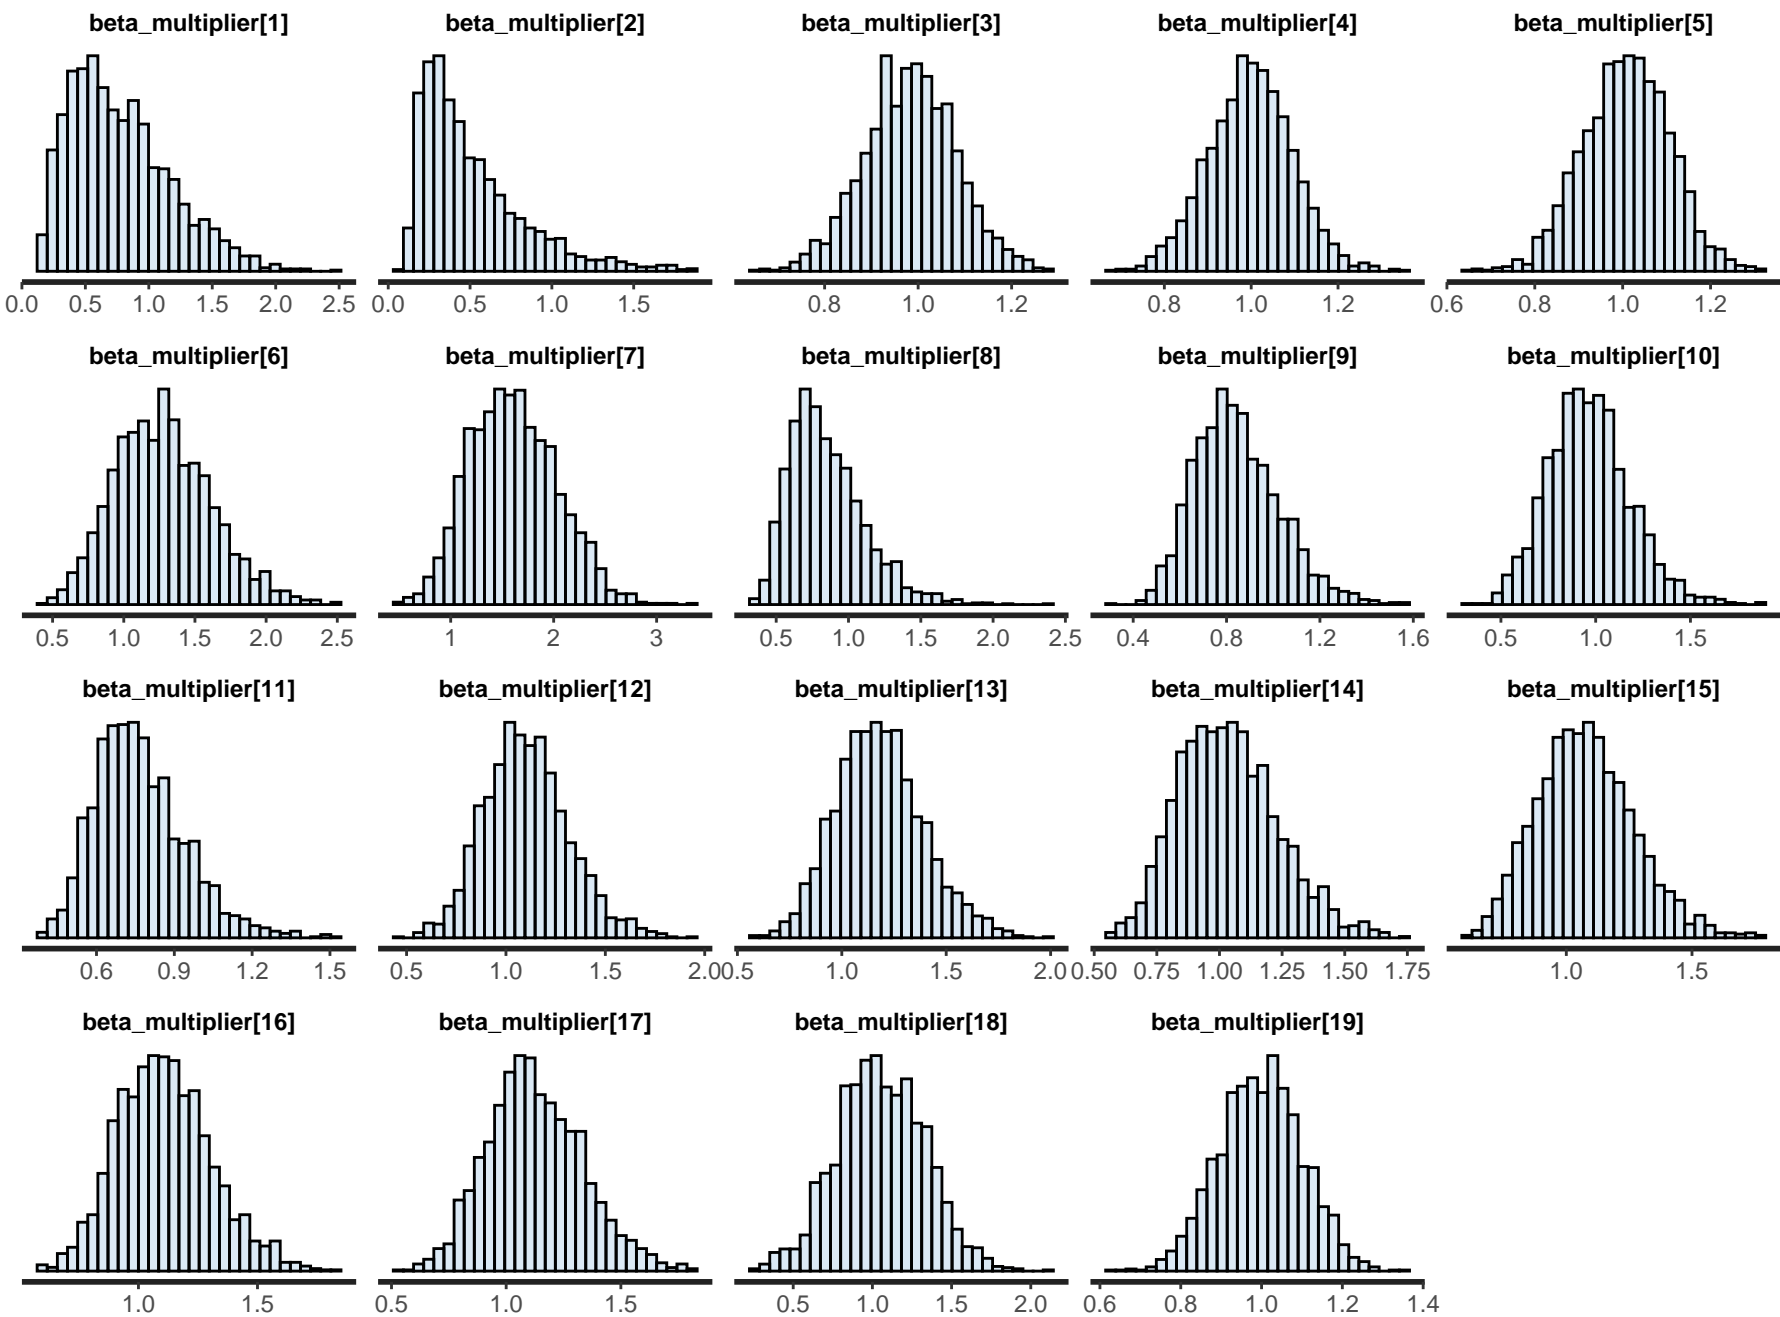 beta_multiplier[1] beta_multiplier[2] beta_multiplier[3] beta_multiplier[4] beta_multiplier[5]
0.0 0.5 1.0 1.5 2.0 2.5 0.0 0.5 1.0 1.5 0.8 1.0 1.2 0.8 1.0 1.2 0.6 0.8 1.0 1.2
beta_multiplier[6] beta_multiplier[7] beta_multiplier[8] beta_multiplier[9] beta_multiplier[10]
0.5 1.0 1.5 2.0 2.5 1 2 3 0.5 1.0 1.5 2.0 2.5 0.4 0.8 1.2 1.6 0.5 1.0 1.5
beta_multiplier[11] beta_multiplier[12] beta_multiplier[13] beta_multiplier[14] beta_multiplier[15]
0.6 0.9 1.2 1.5 0.5 1.0 1.5 2.0 0.5 1.0 1.5 2.0 0.50 0.75 1.00 1.25 1.50 1.75 1.0 1.5
beta_multiplier[16] beta_multiplier[17] beta_multiplier[18] beta_multiplier[19]
1.0 1.5 0.5 1.0 1.5 0.5 1.0 1.5 2.0 0.6 0.8 1.0 1.2 1.4